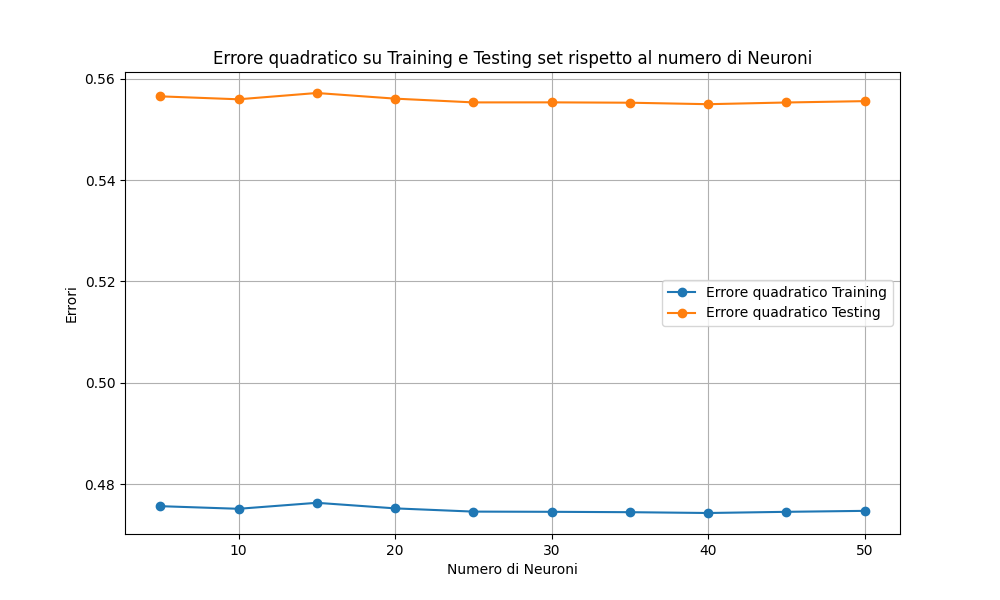 Errore quadratico su Training e Testing set rispetto al numero di Neuroni
0.56
0.54
0.52
0.50
0.48
Errori
Errore quadratico Training
Errore quadratico Testing
10 20 30 40 50
Numero di Neuroni